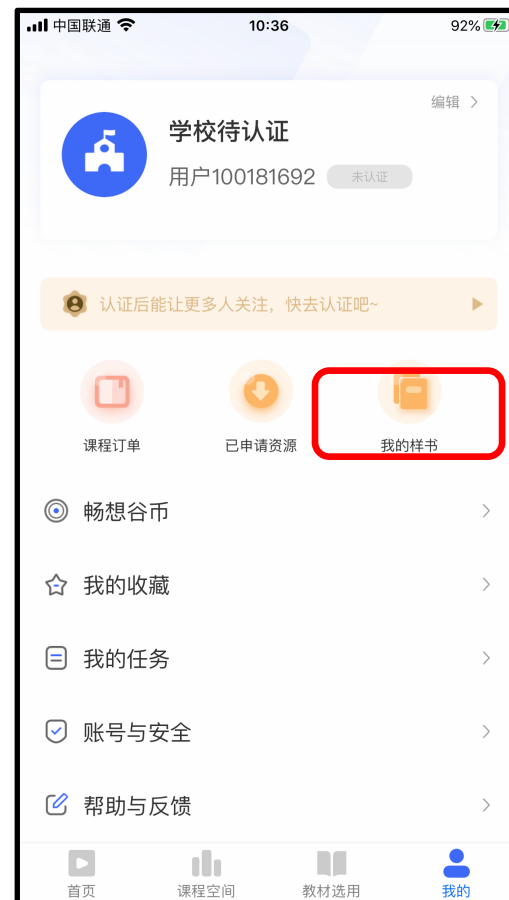 中国联通 10:36 92%
编辑
学校待认证
用户100181692 未认证
认证后能让更多人关注，快去认证吧~
课程订单 已申请资源 我的样书
畅想谷币
我的收藏
我的任务
账号与安全
帮助与反馈
首页 课程空间 教材选用 我的